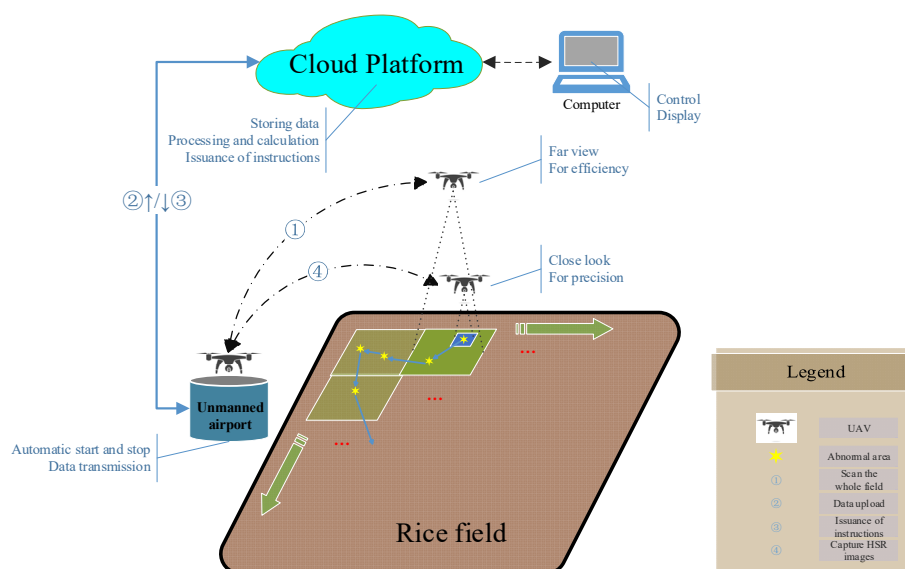 Cloud Platform
Computer
Control
Display
Storing data
Processing and calculation
Issuance of instructions
Far view
For efficiency
②↑/↓③
①
④
Close look
For precision
...
...
...
Unmanned
airport
Automatic start and stop
Data transmission
Rice field
Legend
UAV
Abnormal area
① Scan the
whole field
② Data upload
③ Issuance of
instructions
④ Capture HSR
images